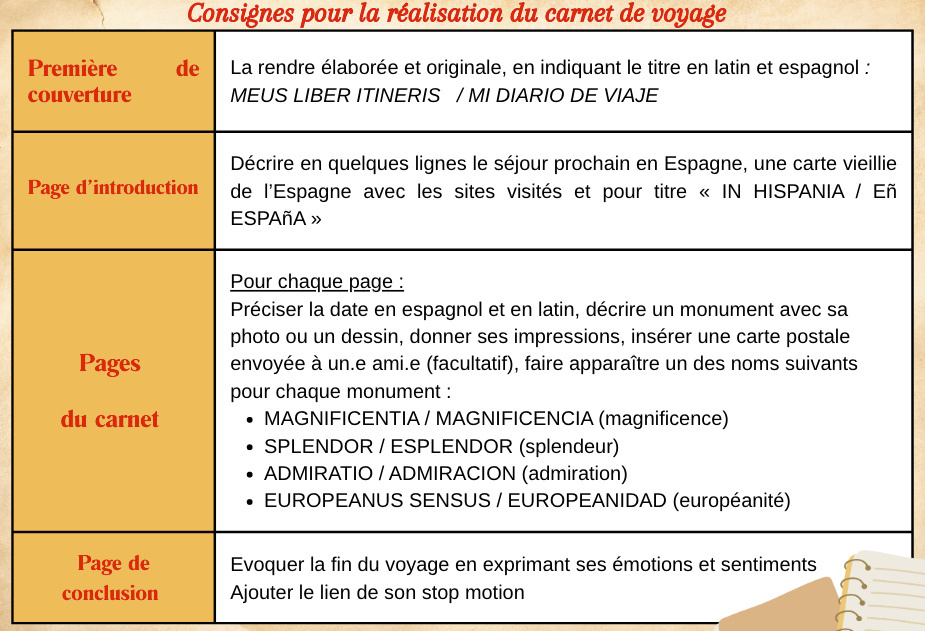 Consignes pour la réalisation du carnet de voyage
Première de
couverture
La rendre élaborée et originale, en indiquant le titre en latin et espagnol :
MEUS LIBER ITINERIS / MI DIARIO DE VIAJE
Page d'introduction
Décrire en quelques lignes le séjour prochain en Espagne, une carte vieillie
de l'Espagne avec les sites visités et pour titre « IN HISPANIA / Eñ
ESPAñA »
Pages
du carnet
Pour chaque page :
Préciser la date en espagnol et en latin, décrire un monument avec sa
photo ou un dessin, donner ses impressions, insérer une carte postale
envoyée à un.e ami.e (facultatif), faire apparaître un des noms suivants
pour chaque monument :
• MAGNIFICENTIA / MAGNIFICENCIA (magnificence)
• SPLENDOR / ESPLENDOR (splendeur)
• ADMIRATIO / ADMIRACION (admiration)
• EUROPEANUS SENSUS / EUROPEANIDAD (européanité)
Page de
conclusion
Evoquer la fin du voyage en exprimant ses émotions et sentiments
Ajouter le lien de son stop motion